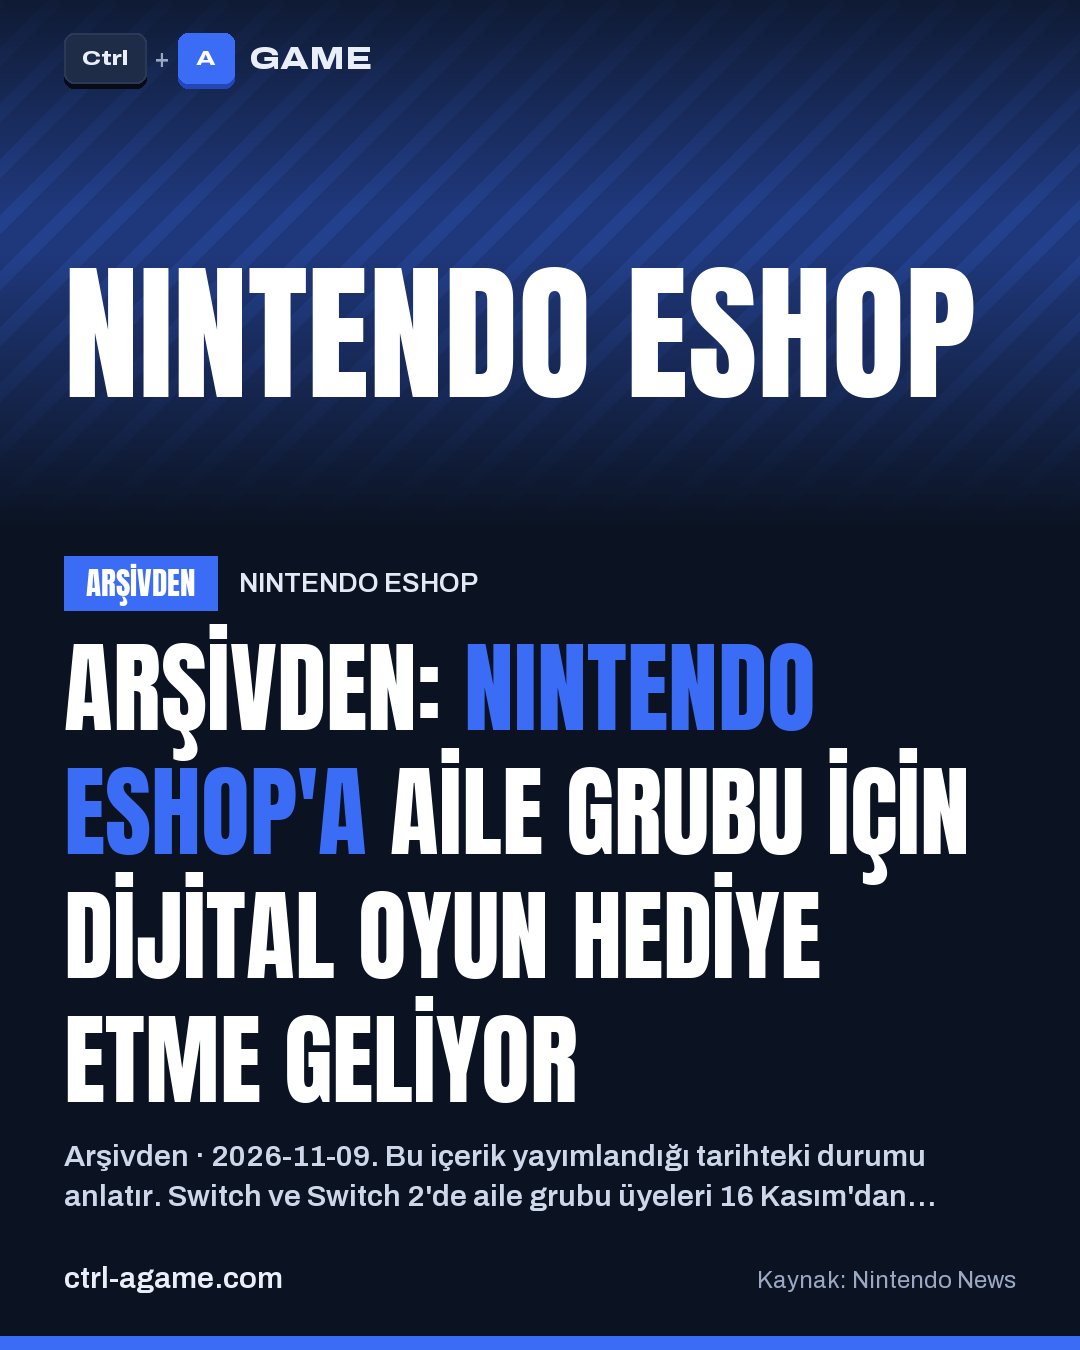 Ctrl + A GAME
NINTENDO ESHOP
ARŞİVDEN NINTENDO ESHOP
ARŞİVDEN: NINTENDO
ESHOP'A AİLE GRUBU İÇİN
DİJİTAL OYUN HEDİYE
ETME GELİYOR
Arşivden · 2026-11-09. Bu içerik yayımlandığı tarihteki durumu
anlatır. Switch ve Switch 2'de aile grubu üyeleri 16 Kasım'dan...
ctrl-agame.com Kaynak: Nintendo News